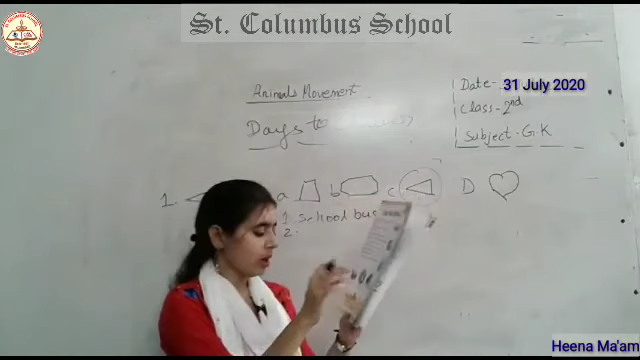 St. Columbus School
Animals Movement
Days to
Date- 31 July 2020
Class- 2nd
Subject- G.K
1. a b c D
1. School bus
2.
Heena Ma'am